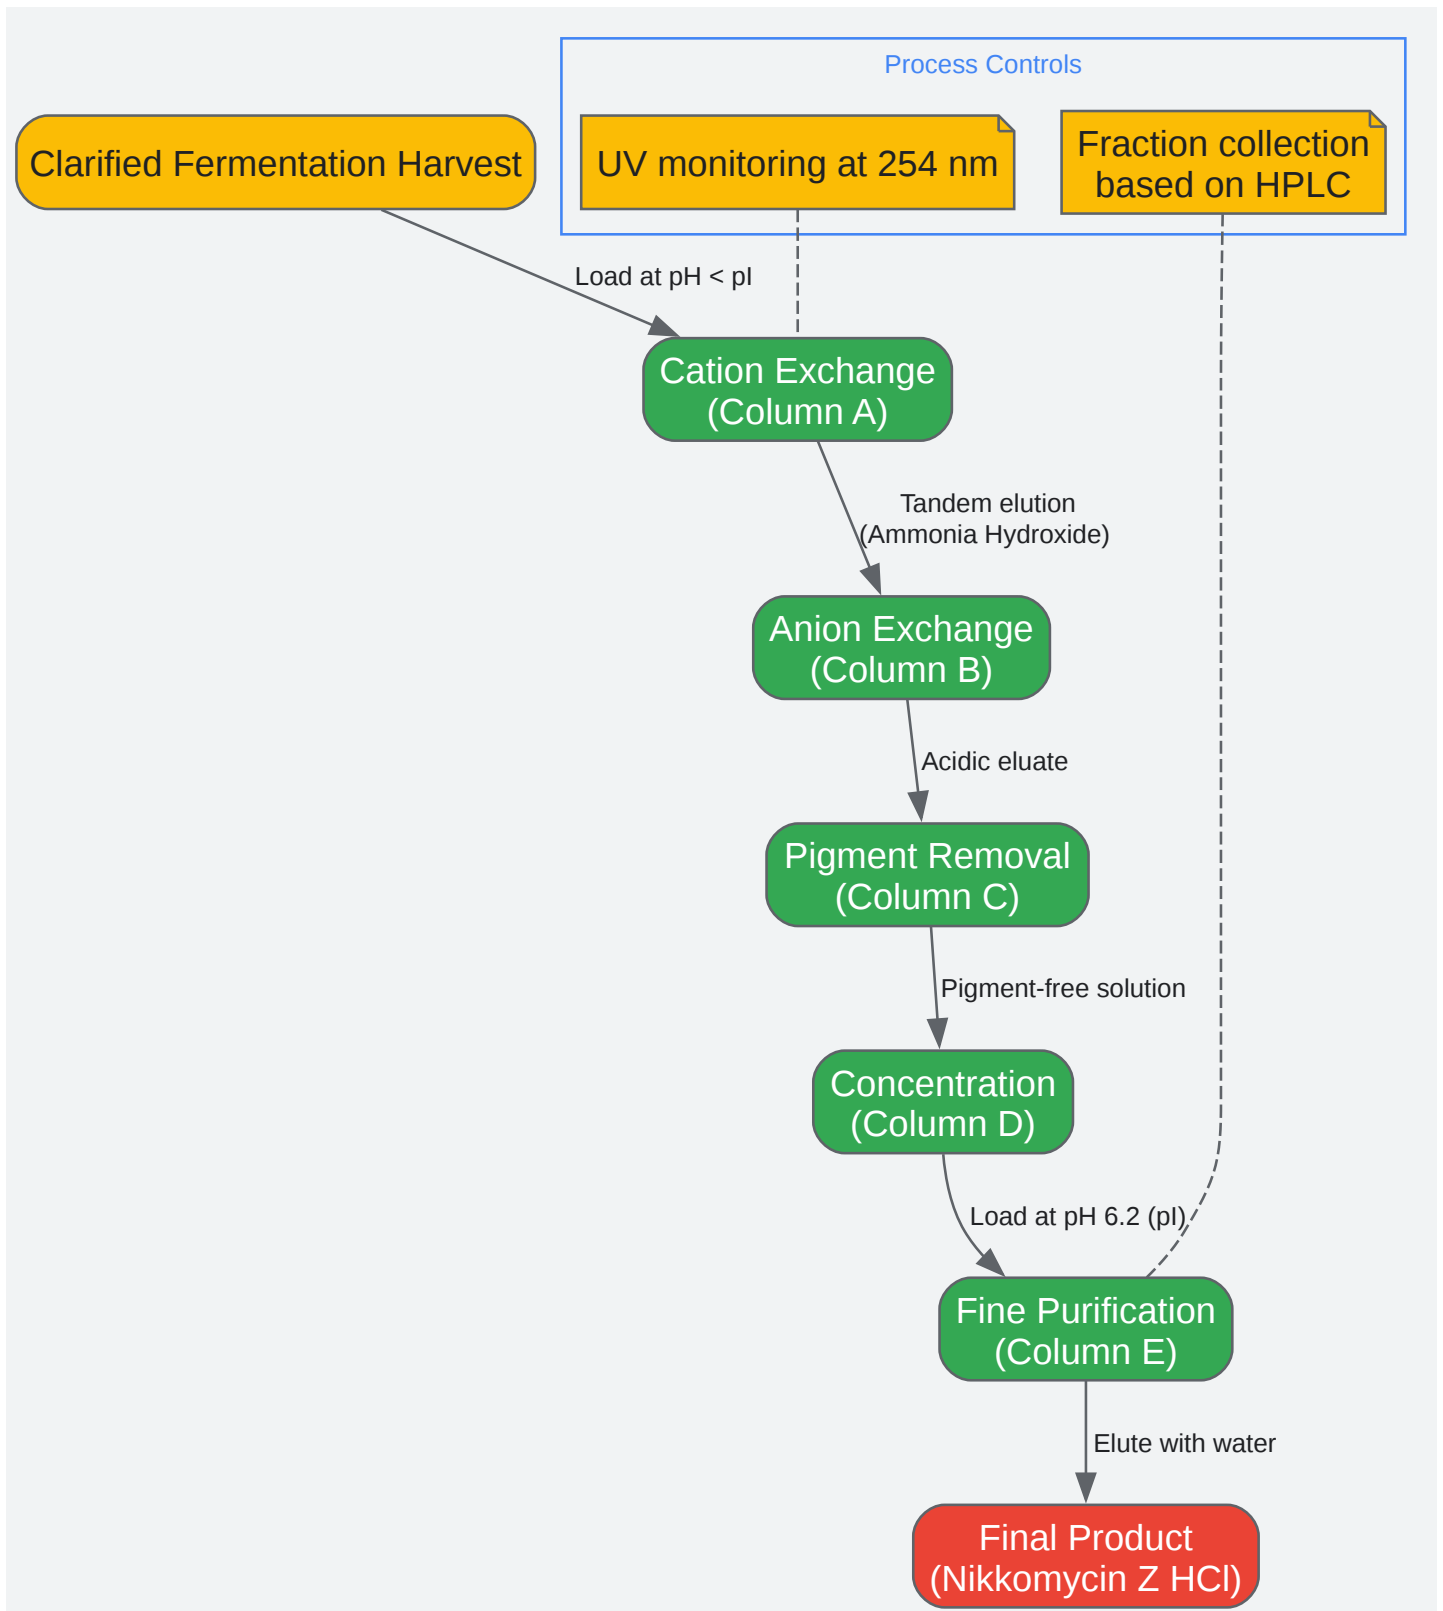 Process Controls
Clarified Fermentation Harvest
UV monitoring at 254 nm
Fraction collection
based on HPLC
Load at pH < pI
Cation Exchange
(Column A)
Tandem elution
(Ammonia Hydroxide)
Anion Exchange
(Column B)
Acidic eluate
Pigment Removal
(Column C)
Pigment-free solution
Concentration
(Column D)
Load at pH 6.2 (pI)
Fine Purification
(Column E)
Elute with water
Final Product
(Nikkomycin Z HCl)